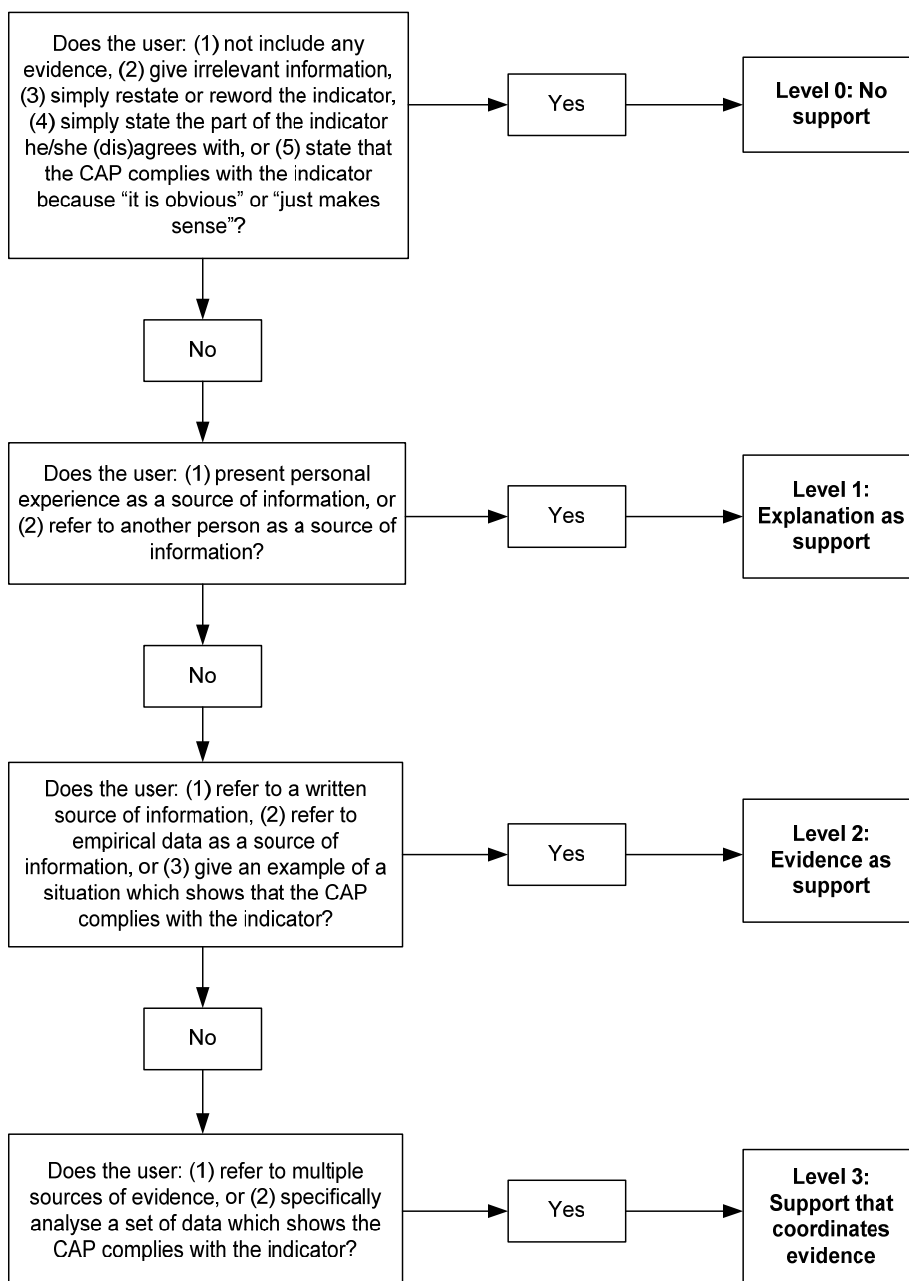 Does the user: (1) not include any
evidence, (2) give irrelevant information,
(3) simply restate or reword the indicator,
(4) simply state the part of the indicator
he/she (dis)agrees with, or (5) state that
the CAP complies with the indicator
because “it is obvious” or “just makes
sense”?
Yes
Level 0: No
support
No
Does the user: (1) present personal
experience as a source of information, or
(2) refer to another person as a source of
information?
Yes
Level 1:
Explanation as
support
No
Does the user: (1) refer to a written
source of information, (2) refer to
empirical data as a source of
information, or (3) give an example of a
situation which shows that the CAP
complies with the indicator?
Yes
Level 2:
Evidence as
support
No
Does the user: (1) refer to multiple
sources of evidence, or (2) specifically
analyse a set of data which shows the
CAP complies with the indicator?
Yes
Level 3:
Support that
coordinates
evidence